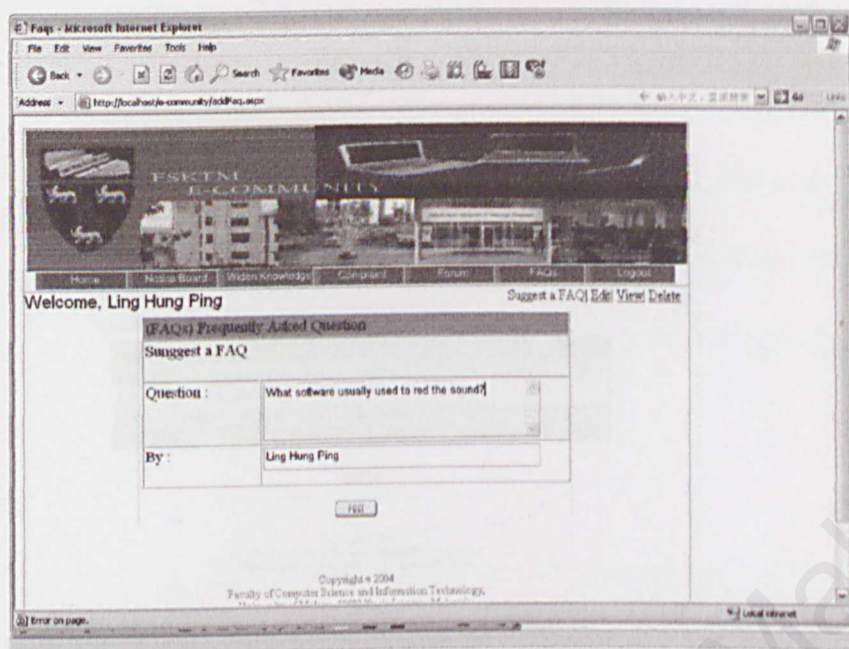 Faqs - Microsoft Internet Explorer
File Edit View Favorites Tools Help
Back Search Favorites Media
Address http://localhost/e-community/addFaq.aspx Go Links
FSKTM
E-COMMUNITY
Home Notice Board Widen Knowledge Complaint Forum FAQs Logout
Welcome, Ling Hung Ping
Suggest a FAQ| Edit| View| Delete
(FAQs) Frequently Asked Question
Sunggest a FAQ
Question :
What software usually used to red the sound?
By :
Ling Hung Ping
Post
Copyright © 2004
Faculty of Computer Science and Information Technology,
Error on page.
Local intranet